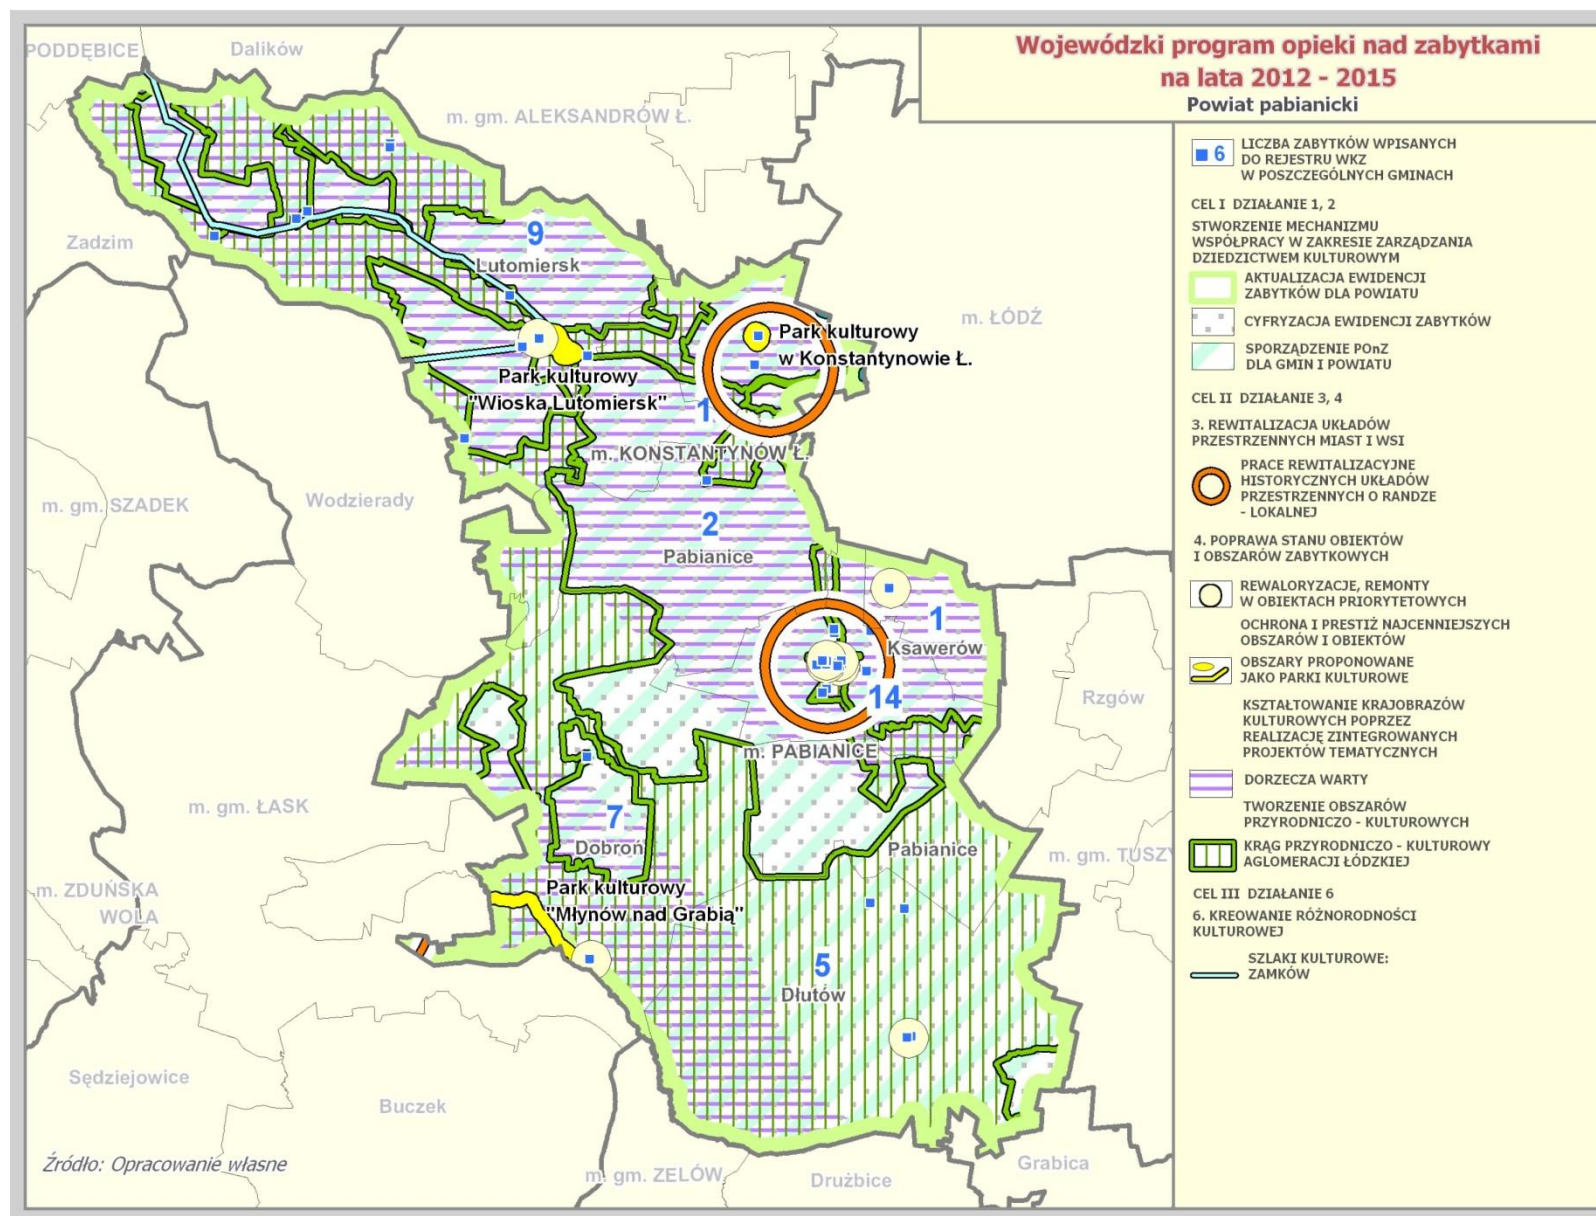 Wojewódzki program opieki nad zabytkami
na lata 2012 - 2015
Powiat pabianicki
PODDĘBICE
Dalików
m. gm. ALEKSANDRÓW Ł.
Zadzim
9
Lutomiersk
m. ŁÓDŹ
Park kulturowy
w Konstantynowie Ł.
Park kulturowy
"Wioska Lutomiersk"
1
m. KONSTANTYNÓW Ł.
m. gm. SZADEK
Wodzierady
2
Pabianice
1
Ksawerów
14
Rzgów
m. PABIANICE
m. gm. ŁASK
7
Dobroń
Pabianice
m. gm. TUSZY
m. ZDUŃSKA
WOLA
Park kulturowy
"Młynów nad Grabią"
5
Dłutów
Sędziejowice
Buczek
Źródło: Opracowanie własne
m. gm. ZELÓW
Drużbice
Grabica
6
LICZBA ZABYTKÓW WPISANYCH
DO REJESTRU WKZ
W POSZCZEGÓLNYCH GMINACH
CEL I DZIAŁANIE 1, 2
STWORZENIE MECHANIZMU
WSPÓŁPRACY W ZAKRESIE ZARZĄDZANIA
DZIEDZICTWEM KULTUROWYM
AKTUALIZACJA EWIDENCJI
ZABYTKÓW DLA POWIATU
CYFRYZACJA EWIDENCJI ZABYTKÓW
SPORZĄDZENIE POnZ
DLA GMIN I POWIATU
CEL II DZIAŁANIE 3, 4
3. REWITALIZACJA UKŁADÓW
PRZESTRZENNYCH MIAST I WSI
PRACE REWITALIZACYJNE
HISTORYCZNYCH UKŁADÓW
PRZESTRZENNYCH O RANDZE
- LOKALNEJ
4. POPRAWA STANU OBIEKTÓW
I OBSZARÓW ZABYTKOWYCH
REWALORYZACJE, REMONTY
W OBIEKTACH PRIORYTETOWYCH
OCHRONA I PRESTIŻ NAJCENNIEJSZYCH
OBSZARÓW I OBIEKTÓW
OBSZARY PROPONOWANE
JAKO PARKI KULTUROWE
KSZTAŁTOWANIE KRAJOBRAZÓW
KULTUROWYCH POPRZEZ
REALIZACJĘ ZINTEGROWANYCH
PROJEKTÓW TEMATYCZNYCH
DORZECZA WARTY
TWORZENIE OBSZARÓW
PRZYRODNICZO - KULTUROWYCH
KRĄG PRZYRODNICZO - KULTUROWY
AGLOMERACJI ŁÓDZKIEJ
CEL III DZIAŁANIE 6
6. KREOWANIE RÓŻNORODNOŚCI
KULTUROWEJ
SZLAKI KULTUROWE:
ZAMKÓW